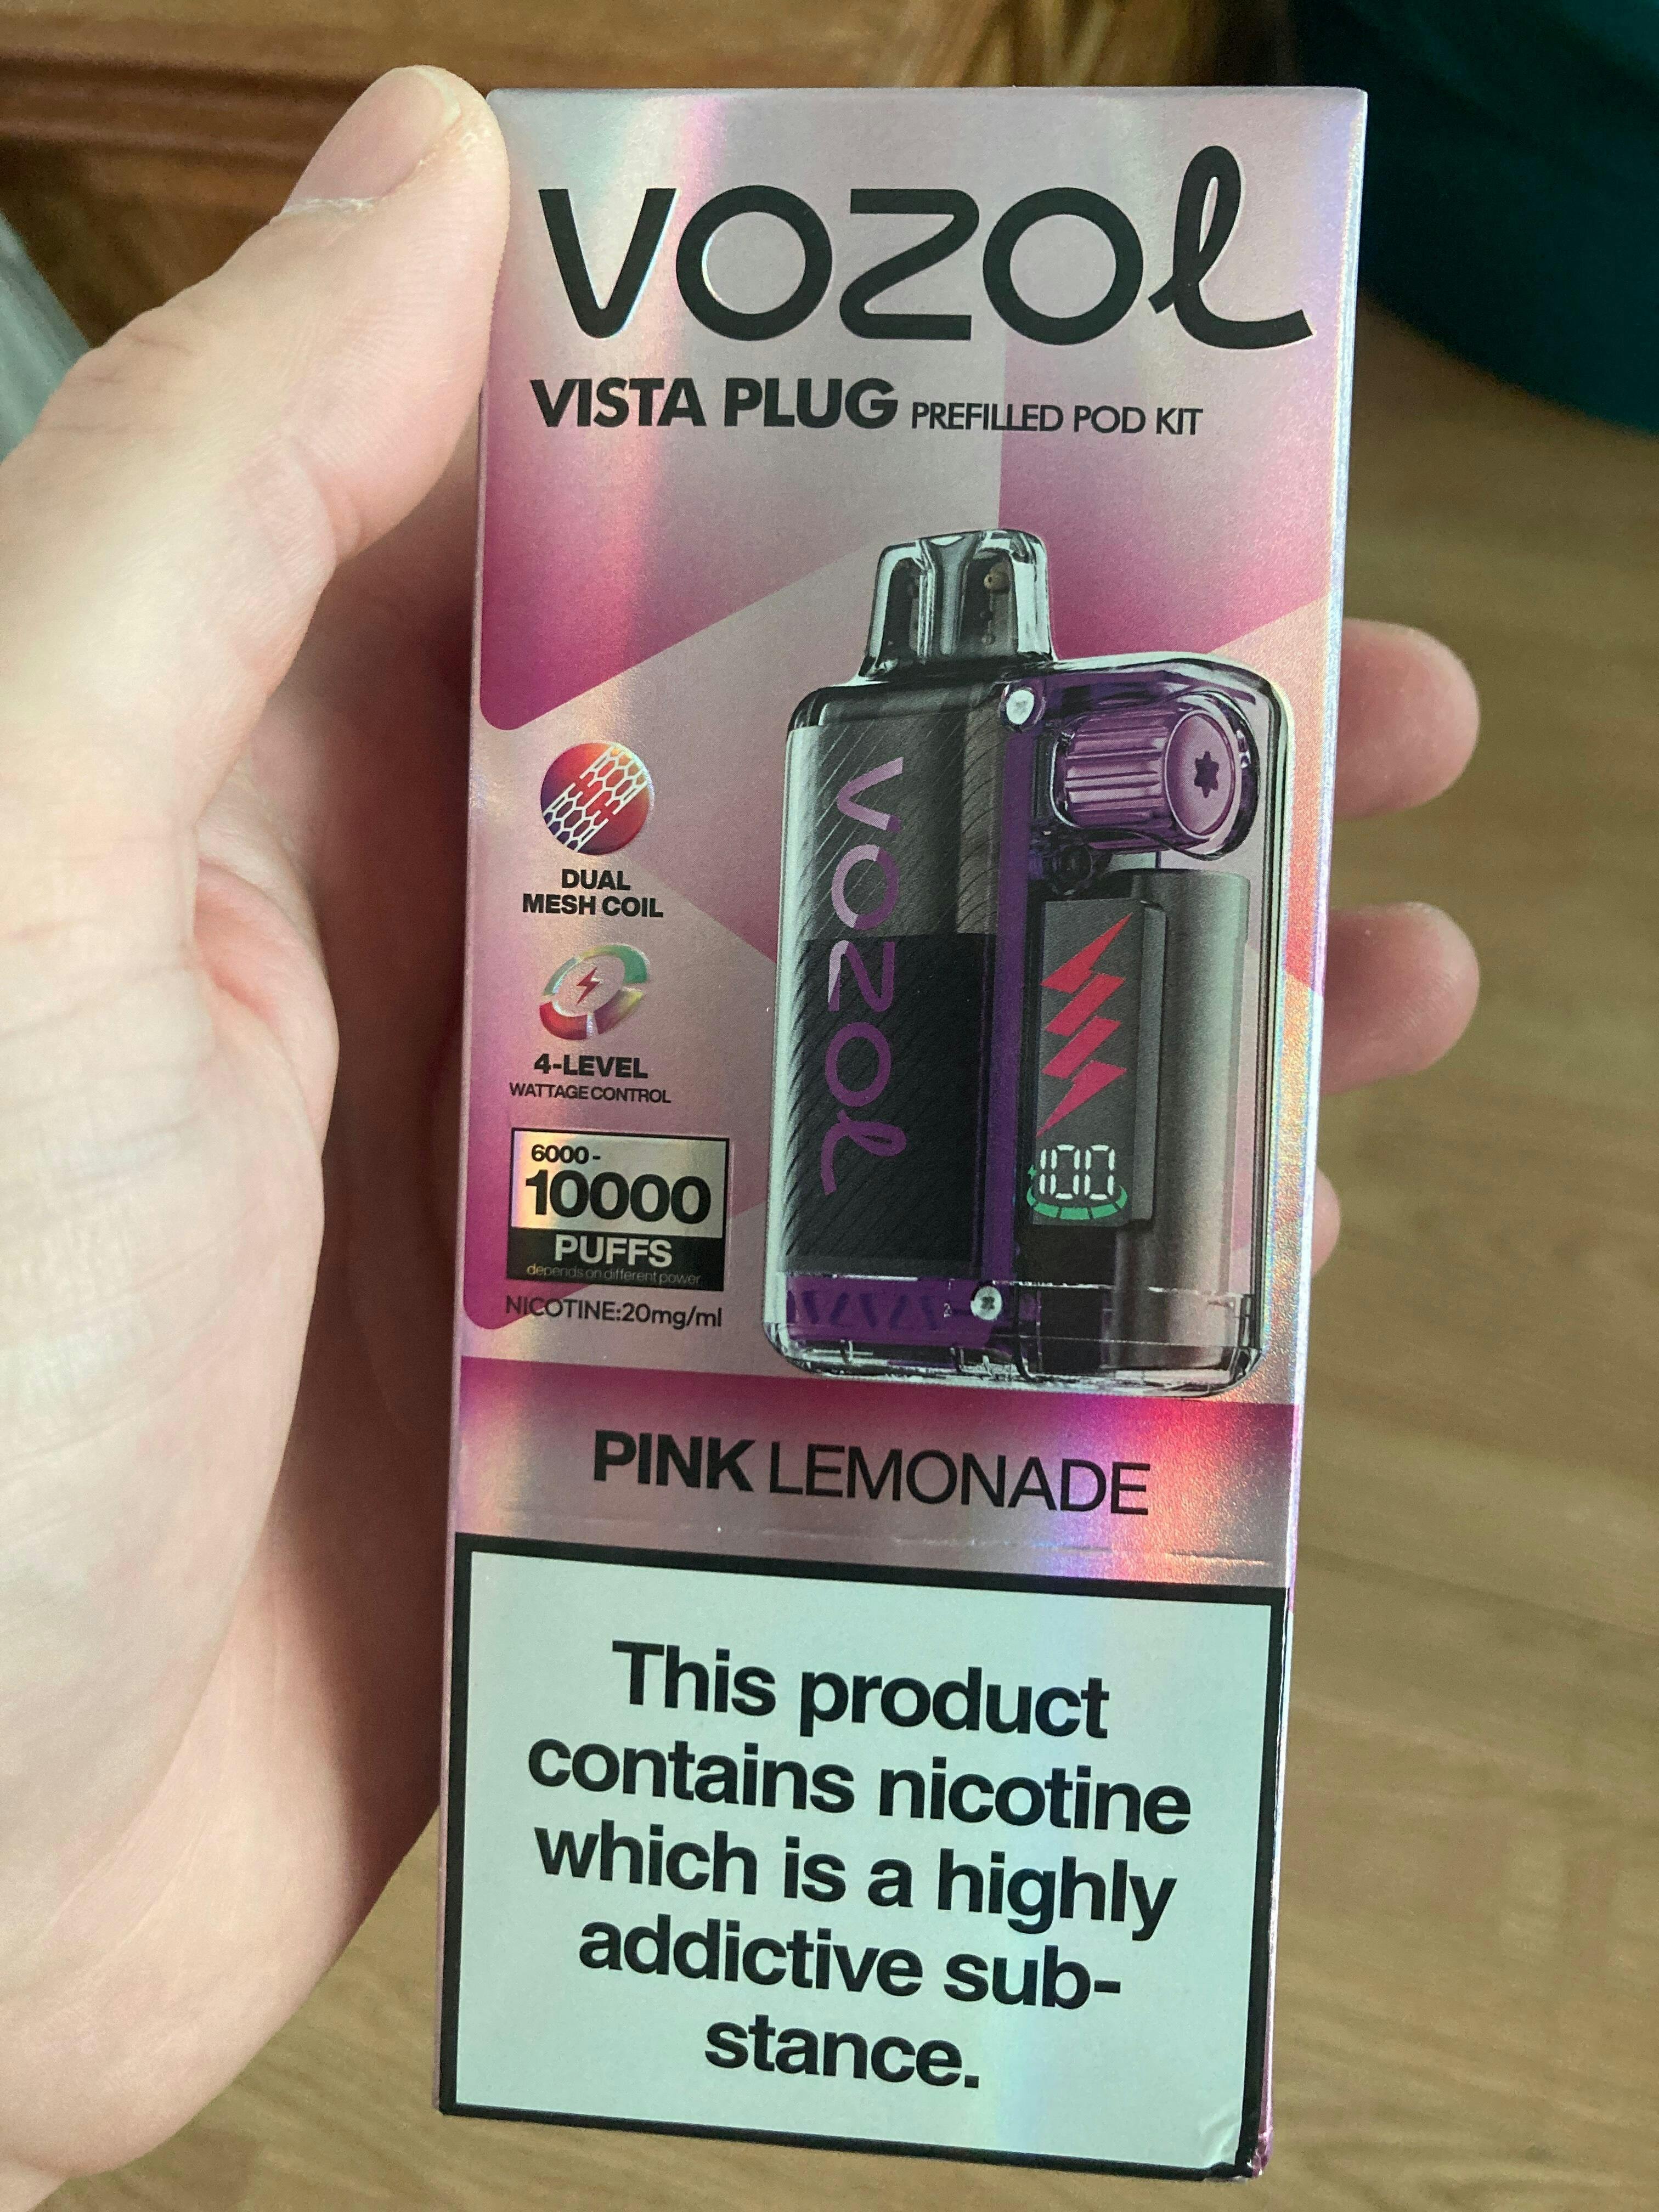 VOZOL
VISTA PLUG PREFILLED POD KIT
DUAL
MESH COIL
4-LEVEL
WATTAGE CONTROL
6000-
10000
PUFFS
depends on different power
NICOTINE:20mg/ml
VOZOL
100
PINK LEMONADE
This product
contains nicotine
which is a highly
addictive sub-
stance.